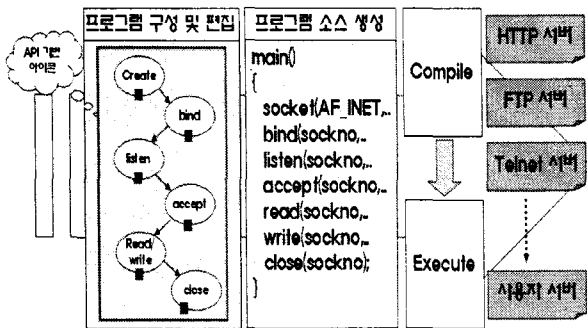 API 기반
아이콘
프로그램 구성 및 편집
Create
bind
listen
accept
Read/
write
close
프로그램 소스 생성
main()
{
socket(AF_INET,..
bind(sockno,..
listen(sockno,..
accept(sockno,..
read(sockno,..
write(sockno,..
close(sockno);
}
Compile
Execute
HTTP 서버
FTP 서버
Telnet 서버
사용자 서버